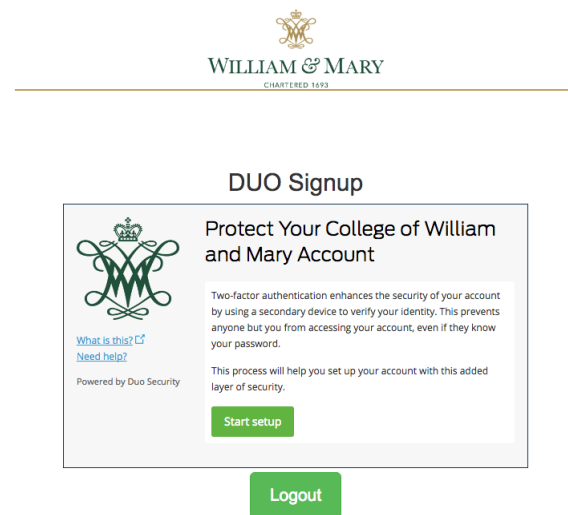 WILLIAM & MARY
CHARTERED 1693
DUO Signup
Protect Your College of William
and Mary Account
Two-factor authentication enhances the security of your account
by using a secondary device to verify your identity. This prevents
anyone but you from accessing your account, even if they know
your password.
This process will help you set up your account with this added
layer of security.
What is this?
Need help?
Powered by Duo Security
Start setup
Logout